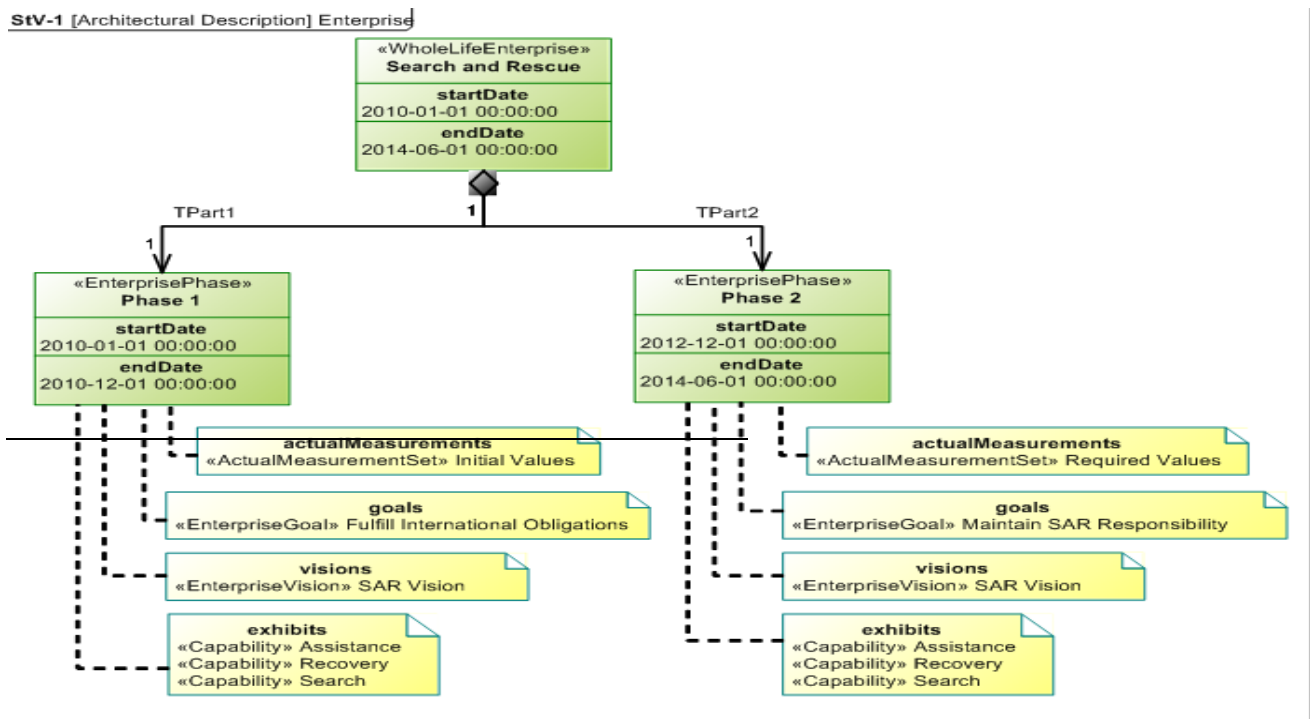 StV-1 [Architectural Description] Enterprise
«WholeLifeEnterprise»
Search and Rescue
startDate
2010-01-01 00:00:00
endDate
2014-06-01 00:00:00
TPart1
1
TPart2
1
1
«EnterprisePhase»
Phase 1
startDate
2010-01-01 00:00:00
endDate
2010-12-01 00:00:00
«EnterprisePhase»
Phase 2
startDate
2012-12-01 00:00:00
endDate
2014-06-01 00:00:00
actualMeasurements
«ActualMeasurementSet» Initial Values
goals
«EnterpriseGoal» Fulfill International Obligations
visions
«EnterpriseVision» SAR Vision
exhibits
«Capability» Assistance
«Capability» Recovery
«Capability» Search
actualMeasurements
«ActualMeasurementSet» Required Values
goals
«EnterpriseGoal» Maintain SAR Responsibility
visions
«EnterpriseVision» SAR Vision
exhibits
«Capability» Assistance
«Capability» Recovery
«Capability» Search